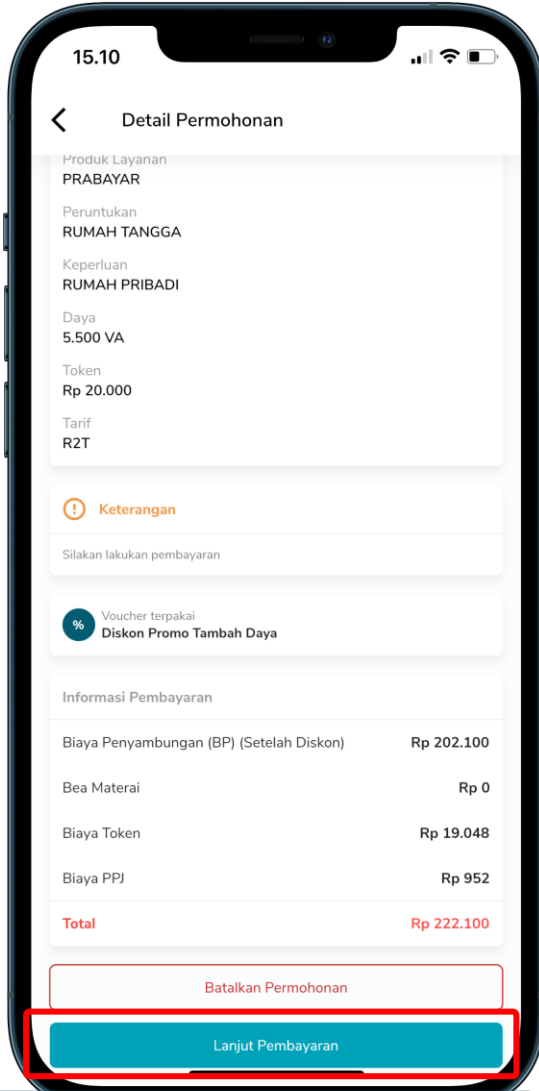 15.10
Detail Permohonan
Produk Layanan
PRABAYAR
Peruntukan
RUMAH TANGGA
Keperluan
RUMAH PRIBADI
Daya
5.500 VA
Token
Rp 20.000
Tarif
R2T
Keterangan
Silakan lakukan pembayaran
%
Voucher terpakai
Diskon Promo Tambah Daya
Informasi Pembayaran
Biaya Penyambungan (BP) (Setelah Diskon) Rp 202.100
Bea Materai Rp 0
Biaya Token Rp 19.048
Biaya PPJ Rp 952
Total Rp 222.100
Batalkan Permohonan
Lanjut Pembayaran